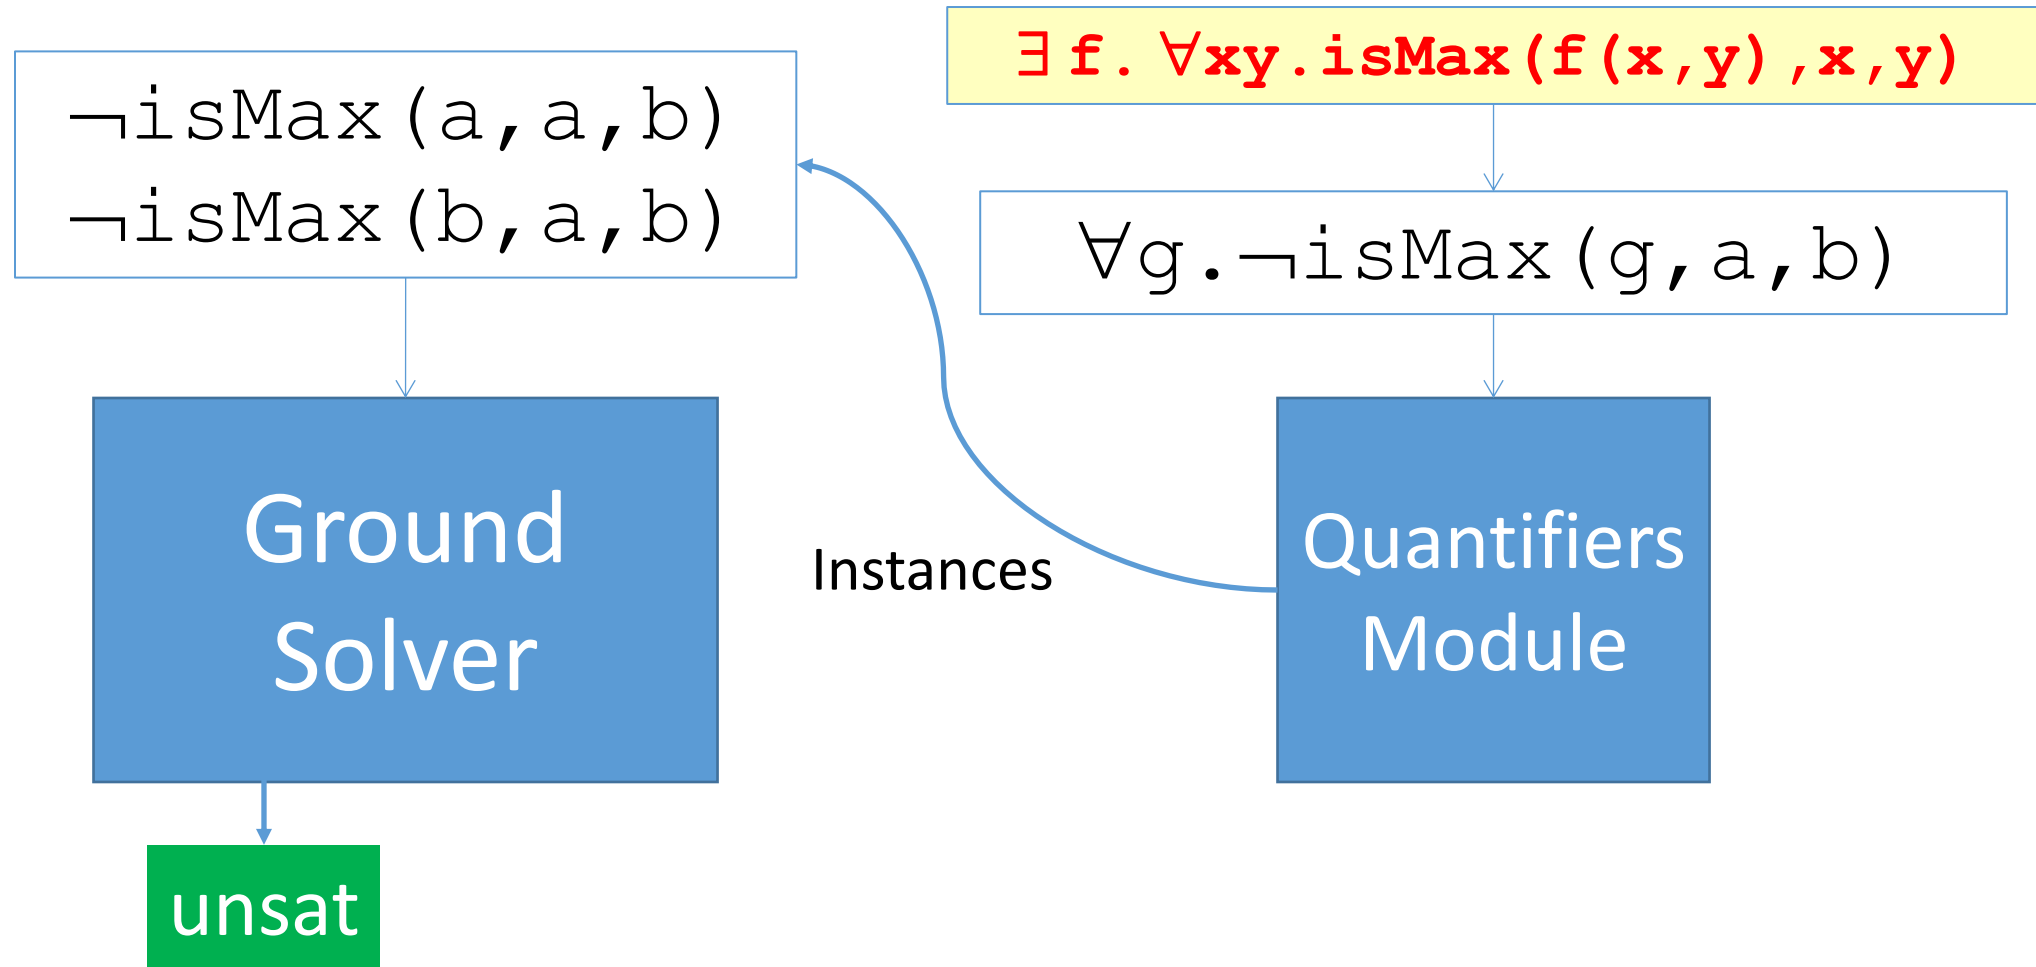 ∃f. ∀xy.isMax(f(x,y),x,y)
¬isMax(a,a,b)
¬isMax(b,a,b)
∀g.¬isMax(g,a,b)
Ground
Solver
Instances
Quantifiers
Module
unsat